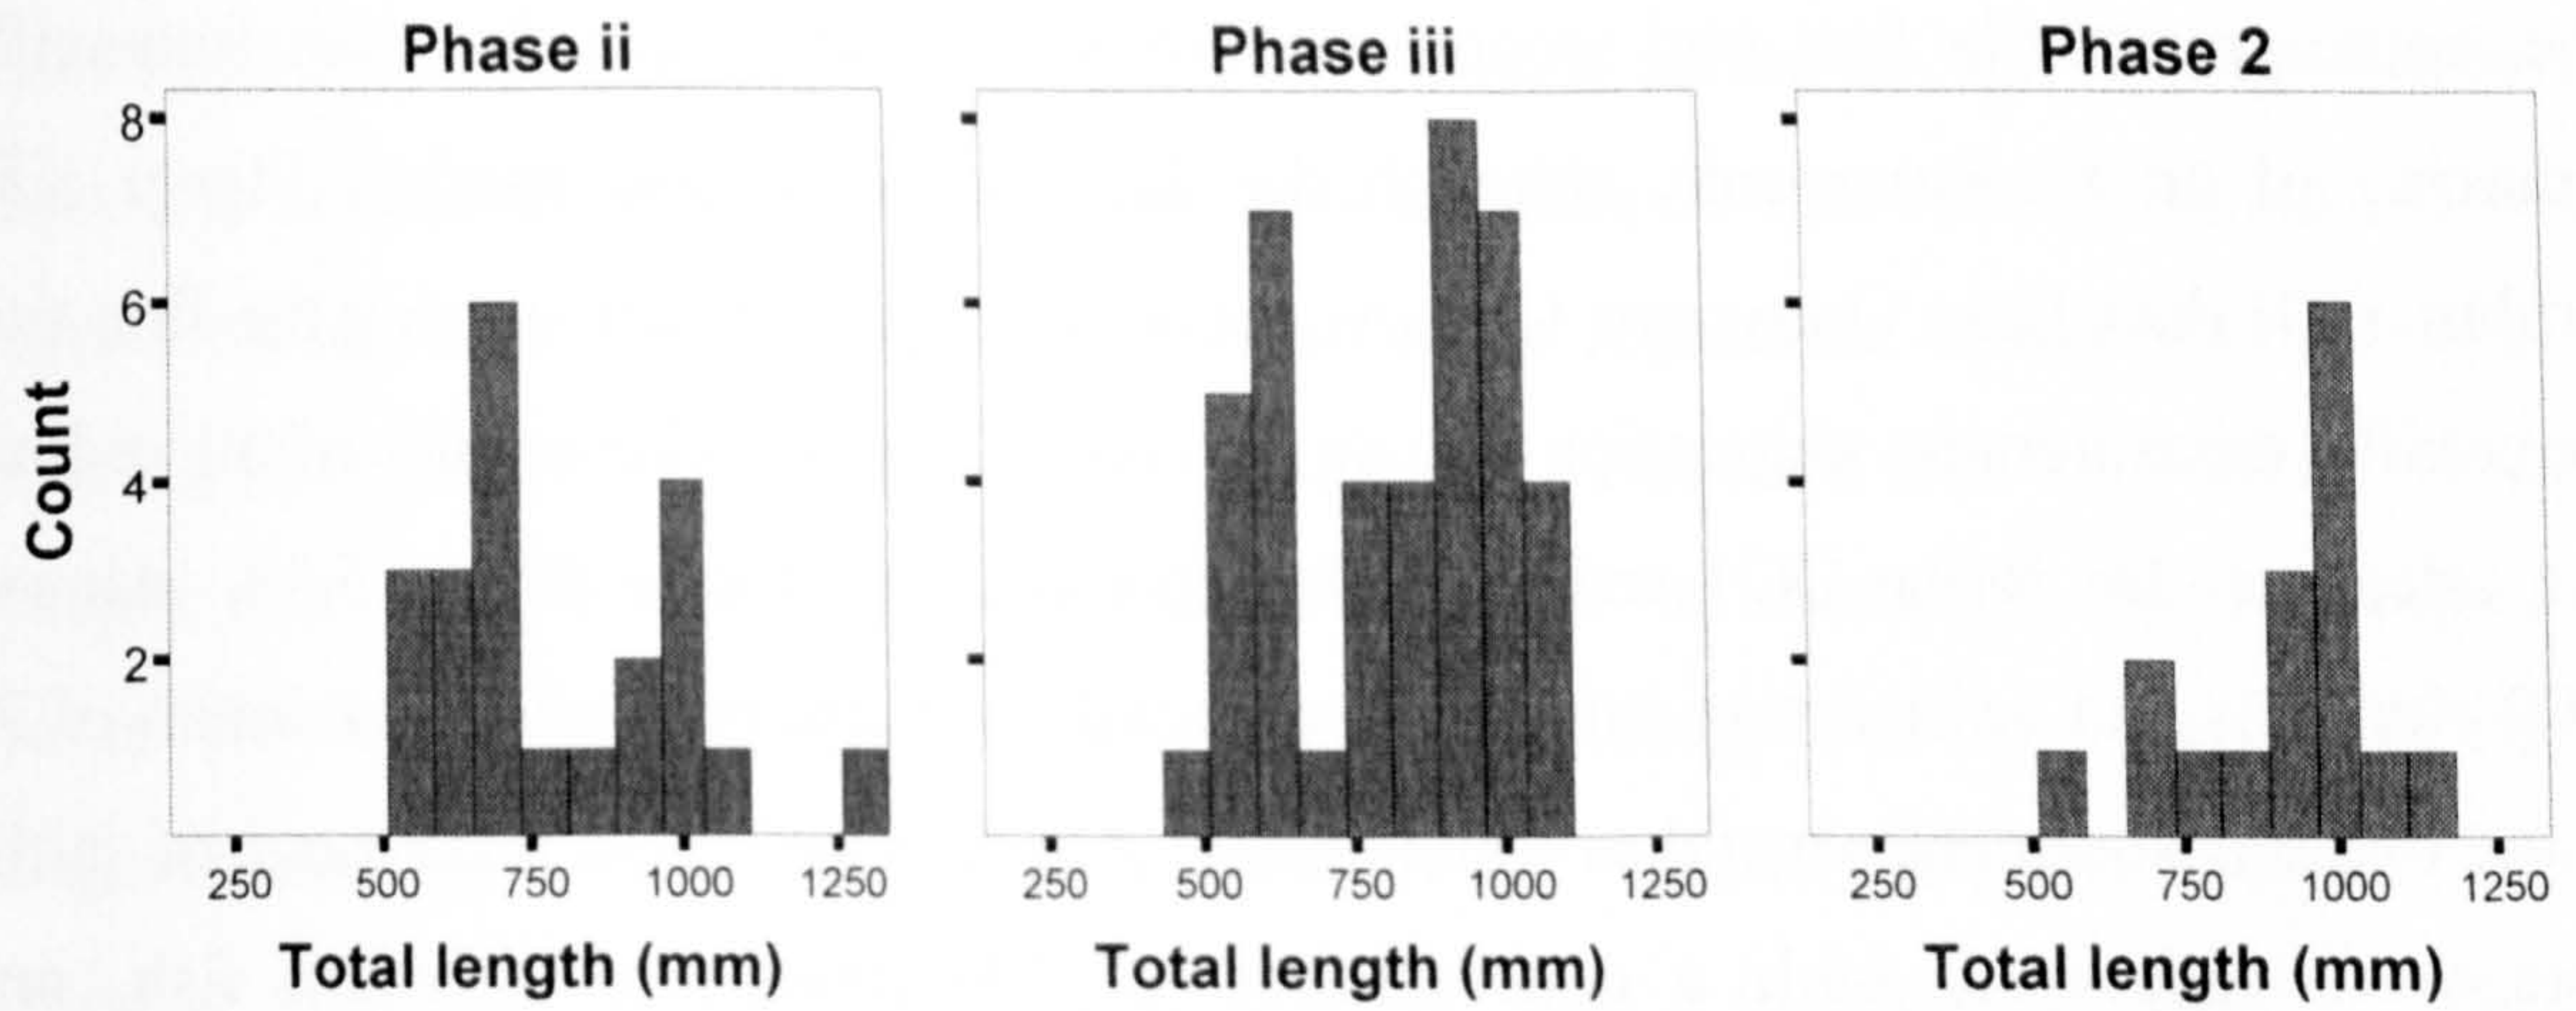 Phase ii Phase iii Phase 2
8
6
4
2
Count
250 500 750 1000 1250 250 500 750 1000 1250 250 500 750 1000 1250
Total length (mm) Total length (mm) Total length (mm)